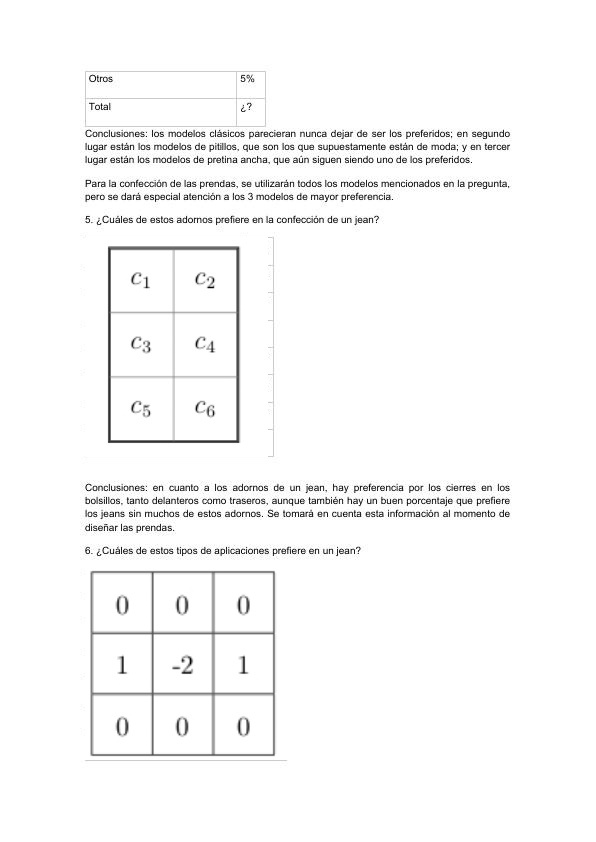 Otros 5%
Total ¿?
Conclusiones: los modelos clásicos parecieran nunca dejar de ser los preferidos; en segundo
lugar están los modelos de pitillos, que son los que supuestamente están de moda; y en tercer
lugar están los modelos de pretina ancha, que aún siguen siendo uno de los preferidos.
Para la confección de las prendas, se utilizarán todos los modelos mencionados en la pregunta,
pero se dará especial atención a los 3 modelos de mayor preferencia.
5. ¿Cuáles de estos adornos prefiere en la confección de un jean?
c₁ c₂
c₃ c₄
c₅ c₆
Conclusiones: en cuanto a los adornos de un jean, hay preferencia por los cierres en los
bolsillos, tanto delanteros como traseros, aunque también hay un buen porcentaje que prefiere
los jeans sin muchos de estos adornos. Se tomará en cuenta esta información al momento de
diseñar las prendas.
6. ¿Cuáles de estos tipos de aplicaciones prefiere en un jean?
0 0 0
1 -2 1
0 0 0